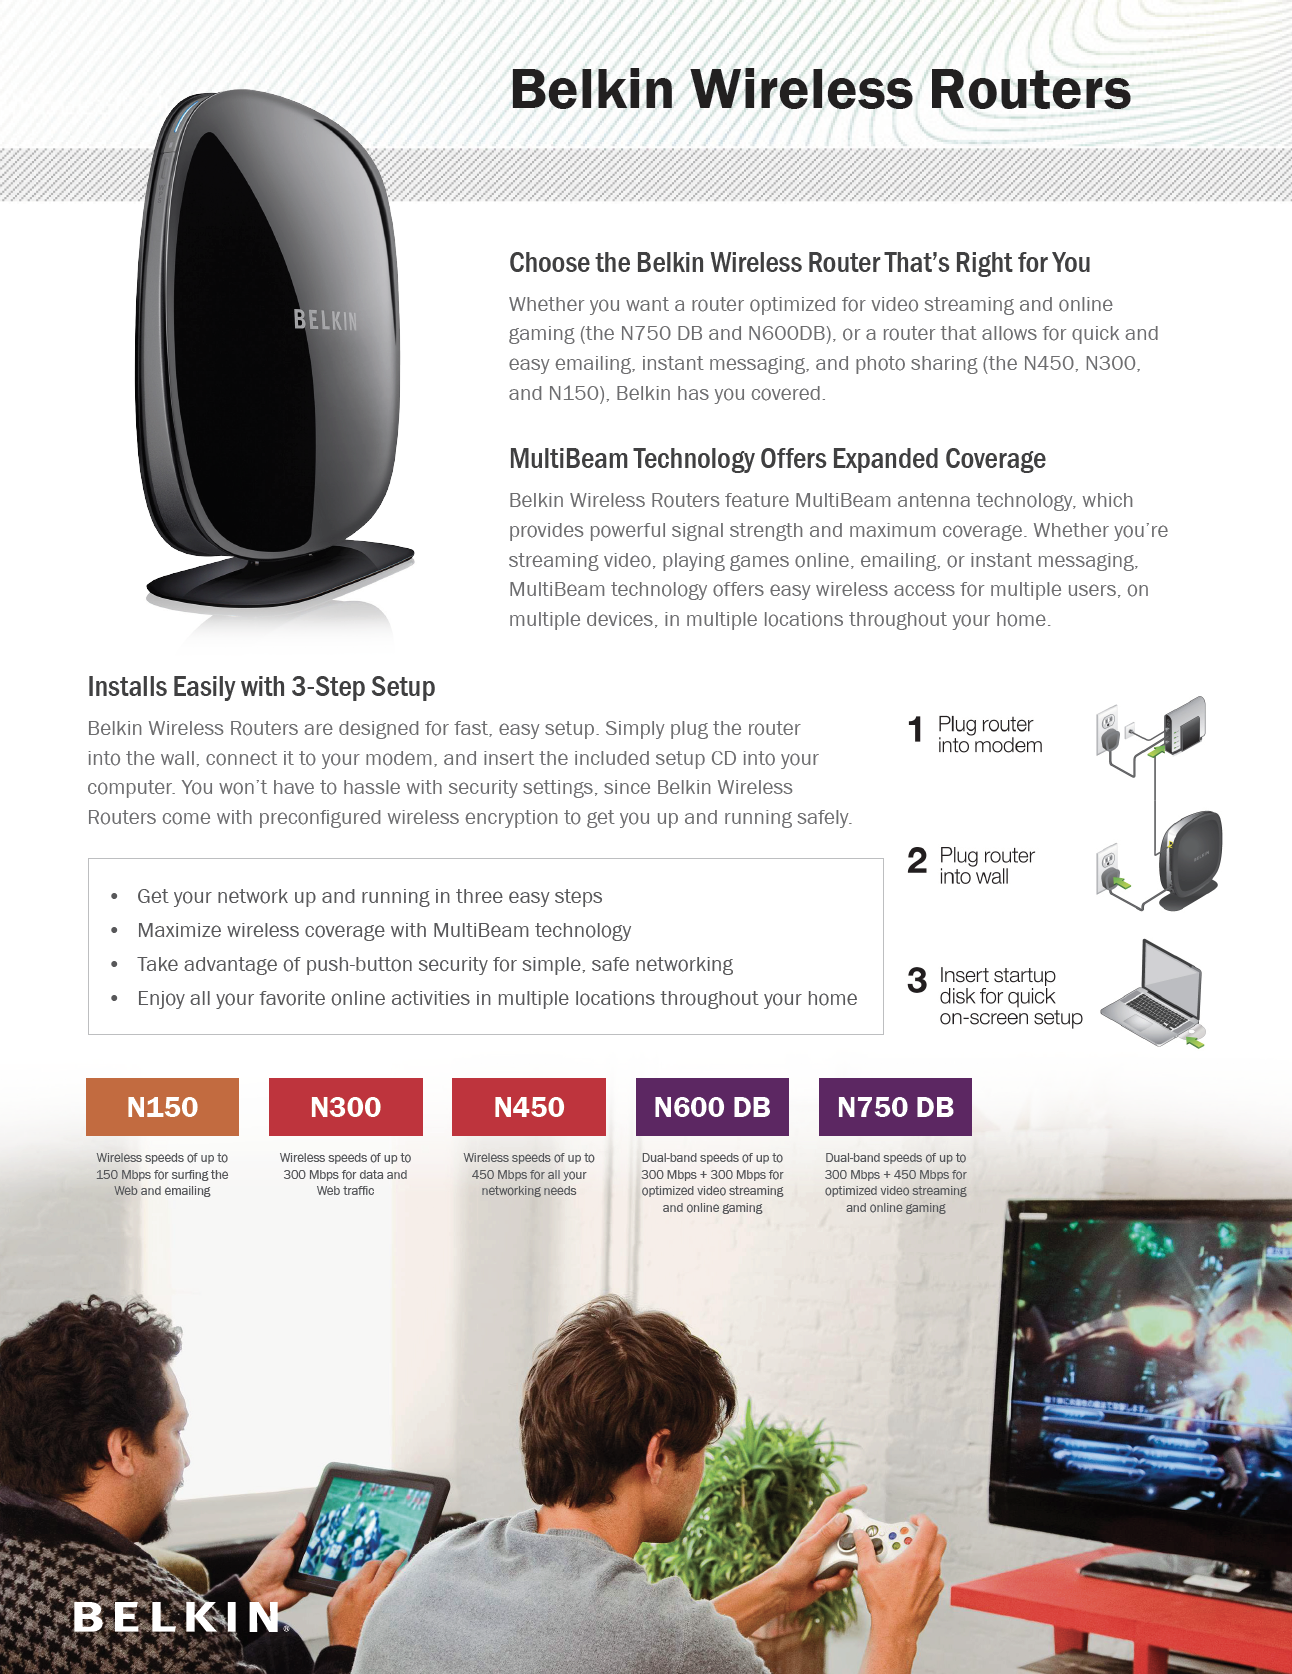 Belkin Wireless Routers
BELKIN
Choose the Belkin Wireless Router That's Right for You
Whether you want a router optimized for video streaming and online
gaming (the N750 DB and N600DB), or a router that allows for quick and
easy emailing, instant messaging, and photo sharing (the N450, N300,
and N150), Belkin has you covered.
MultiBeam Technology Offers Expanded Coverage
Belkin Wireless Routers feature MultiBeam antenna technology, which
provides powerful signal strength and maximum coverage. Whether you're
streaming video, playing games online, emailing, or instant messaging,
MultiBeam technology offers easy wireless access for multiple users, on
multiple devices, in multiple locations throughout your home.
Installs Easily with 3-Step Setup
Belkin Wireless Routers are designed for fast, easy setup. Simply plug the router
into the wall, connect it to your modem, and insert the included setup CD into your
computer. You won't have to hassle with security settings, since Belkin Wireless
Routers come with preconfigured wireless encryption to get you up and running safely.
• Get your network up and running in three easy steps
• Maximize wireless coverage with MultiBeam technology
• Take advantage of push-button security for simple, safe networking
• Enjoy all your favorite online activities in multiple locations throughout your home
1 Plug router
into modem
2 Plug router
into wall
3 Insert startup
disk for quick
on-screen setup
N150
Wireless speeds of up to
150 Mbps for surfing the
Web and emailing
N300
Wireless speeds of up to
300 Mbps for data and
Web traffic
N450
Wireless speeds of up to
450 Mbps for all your
networking needs
N600 DB
Dual-band speeds of up to
300 Mbps + 300 Mbps for
optimized video streaming
and online gaming
N750 DB
Dual-band speeds of up to
300 Mbps + 450 Mbps for
optimized video streaming
and online gaming
BELKIN®